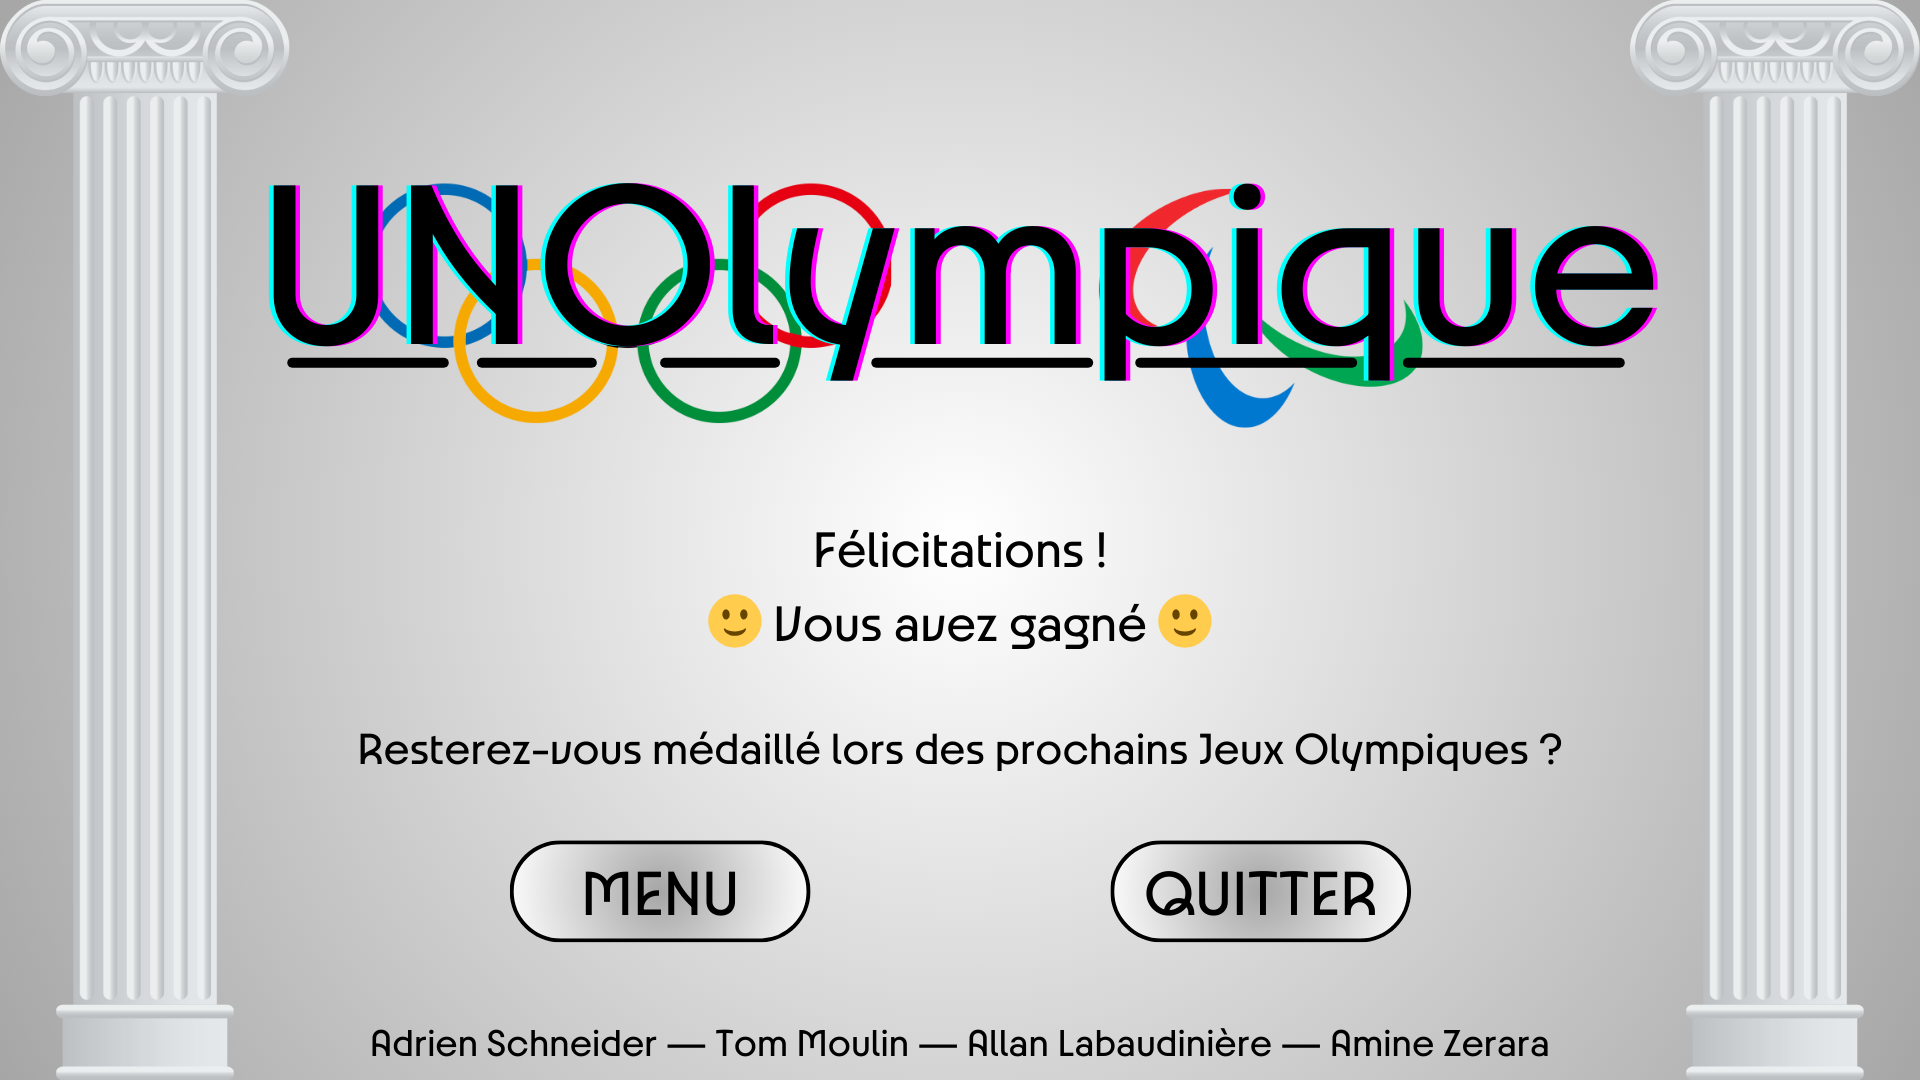 UNOlympique
Félicitations !
🙂 Vous avez gagné 🙂
Resterez-vous médaillé lors des prochains Jeux Olympiques ?
MENU
QUITTER
Adrien Schneider — Tom Moulin — Allan Labaudinière — Amine Zerara